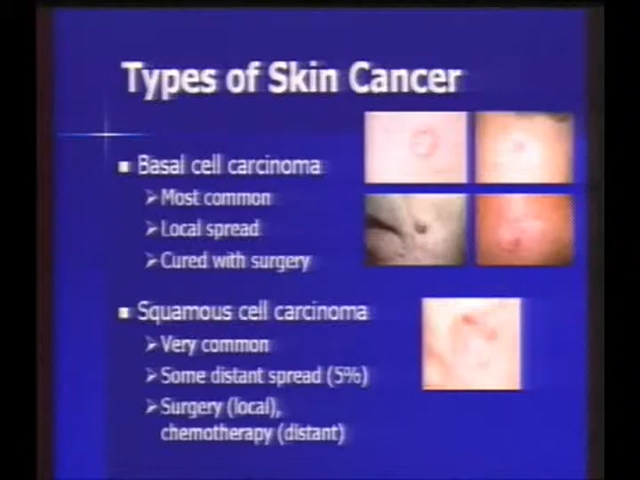 Types of Skin Cancer
Basal cell carcinoma
Most common
Local spread
Cured with surgery
Squamous cell carcinoma
Very common
Some distant spread (5%)
Surgery (local),
chemotherapy (distant)